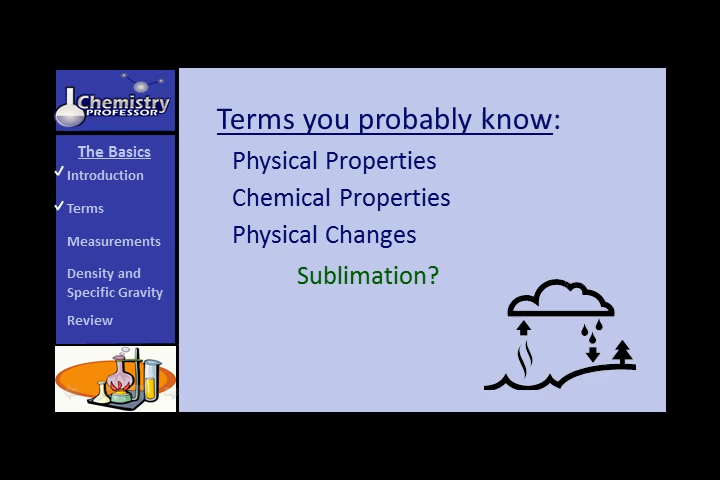 Chemistry
PROFESSOR
The Basics
Introduction
Terms
Measurements
Density and
Specific Gravity
Review
Terms you probably know:
Physical Properties
Chemical Properties
Physical Changes
Sublimation?